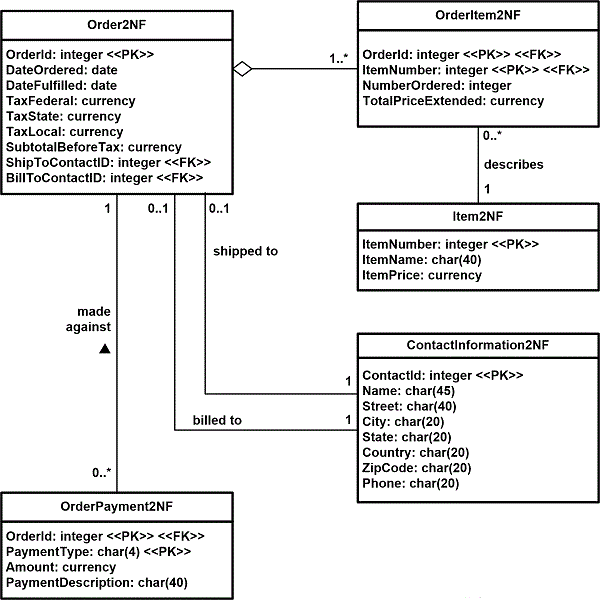 Order2NF
OrderId: integer <<PK>>
DateOrdered: date
DateFulfilled: date
TaxFederal: currency
TaxState: currency
TaxLocal: currency
SubtotalBeforeTax: currency
ShipToContactID: integer <<FK>>
BillToContactID: integer <<FK>>
1..*
OrderItem2NF
OrderId: integer <<PK>> <<FK>>
ItemNumber: integer <<PK>> <<FK>>
NumberOrdered: integer
TotalPriceExtended: currency
0..*
describes
1
Item2NF
ItemNumber: integer <<PK>>
ItemName: char(40)
ItemPrice: currency
1
0..1
0..1
shipped to
made
against
1
billed to
1
0..*
ContactInformation2NF
ContactId: integer <<PK>>
Name: char(45)
Street: char(40)
City: char(20)
State: char(20)
Country: char(20)
ZipCode: char(20)
Phone: char(20)
OrderPayment2NF
OrderId: integer <<PK>> <<FK>>
PaymentType: char(4) <<PK>>
Amount: currency
PaymentDescription: char(40)